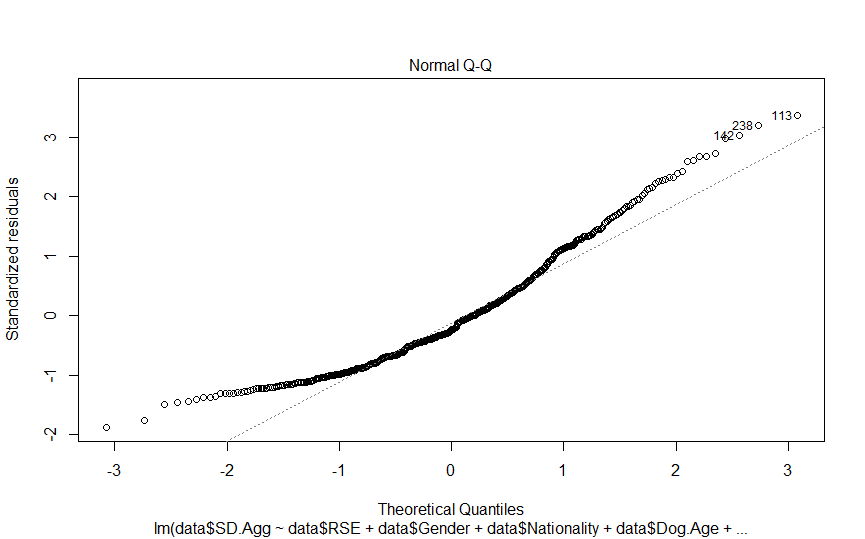 Normal Q-Q
Standardized residuals
3
2
1
0
-1
-2
142
238
113
-3 -2 -1 0 1 2 3
Theoretical Quantiles
lm(data$SD.Agg ~ data$RSE + data$Gender + data$Nationality + data$Dog.Age + ...